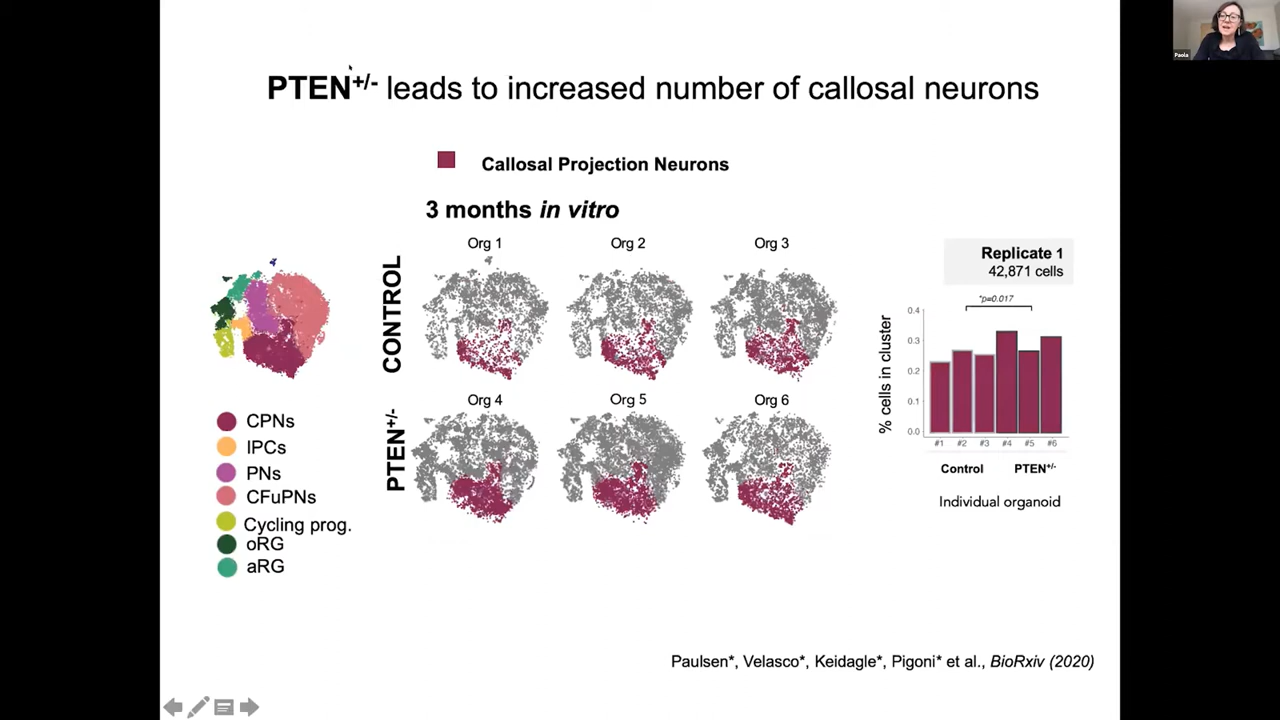 Paola
PTEN+/- leads to increased number of callosal neurons
Callosal Projection Neurons
3 months in vitro
CONTROL
Org 1
Org 2
Org 3
PTEN+/-
Org 4
Org 5
Org 6
CPNs
IPCs
PNs
CFuPNs
Cycling prog.
oRG
aRG
Replicate 1
42,871 cells
*p=0.017
% cells in cluster
0.4
0.3
0.2
0.1
0.0
#1 #2 #3 #4 #5 #6
Control PTEN+/-
Individual organoid
Paulsen*, Velasco*, Keidagle*, Pigoni* et al., BioRxiv (2020)